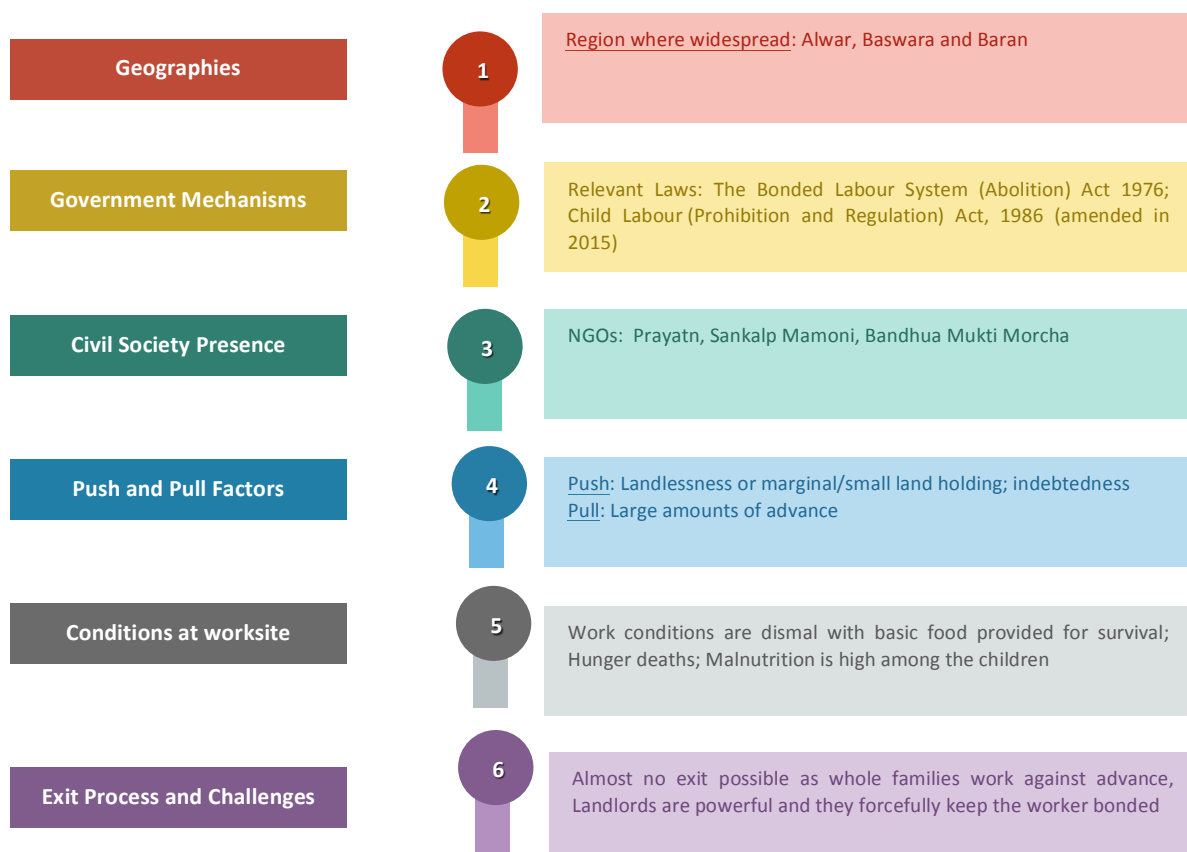 Geographies
1
Region where widespread: Alwar, Baswara and Baran
Government Mechanisms
2
Relevant Laws: The Bonded Labour System (Abolition) Act 1976;
Child Labour (Prohibition and Regulation) Act, 1986 (amended in
2015)
Civil Society Presence
3
NGOs: Prayatn, Sankalp Mamoni, Bandhua Mukti Morcha
Push and Pull Factors
4
Push: Landlessness or marginal/small land holding; indebtedness
Pull: Large amounts of advance
Conditions at worksite
5
Work conditions are dismal with basic food provided for survival;
Hunger deaths; Malnutrition is high among the children
Exit Process and Challenges
6
Almost no exit possible as whole families work against advance,
Landlords are powerful and they forcefully keep the worker bonded